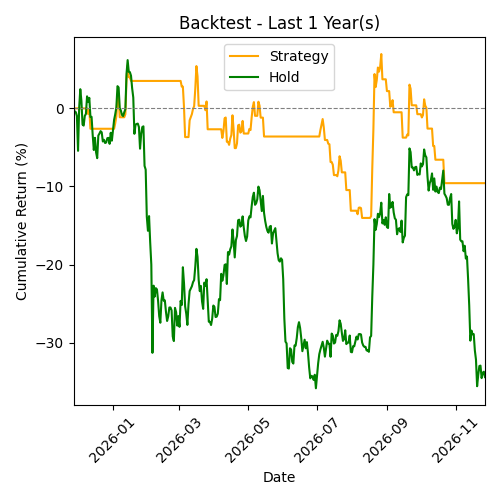 Backtest - Last 1 Year(s)
Strategy
Hold
Cumulative Return (%)
0
−10
−20
−30
2026-01
2026-03
2026-05
2026-07
2026-09
2026-11
Date